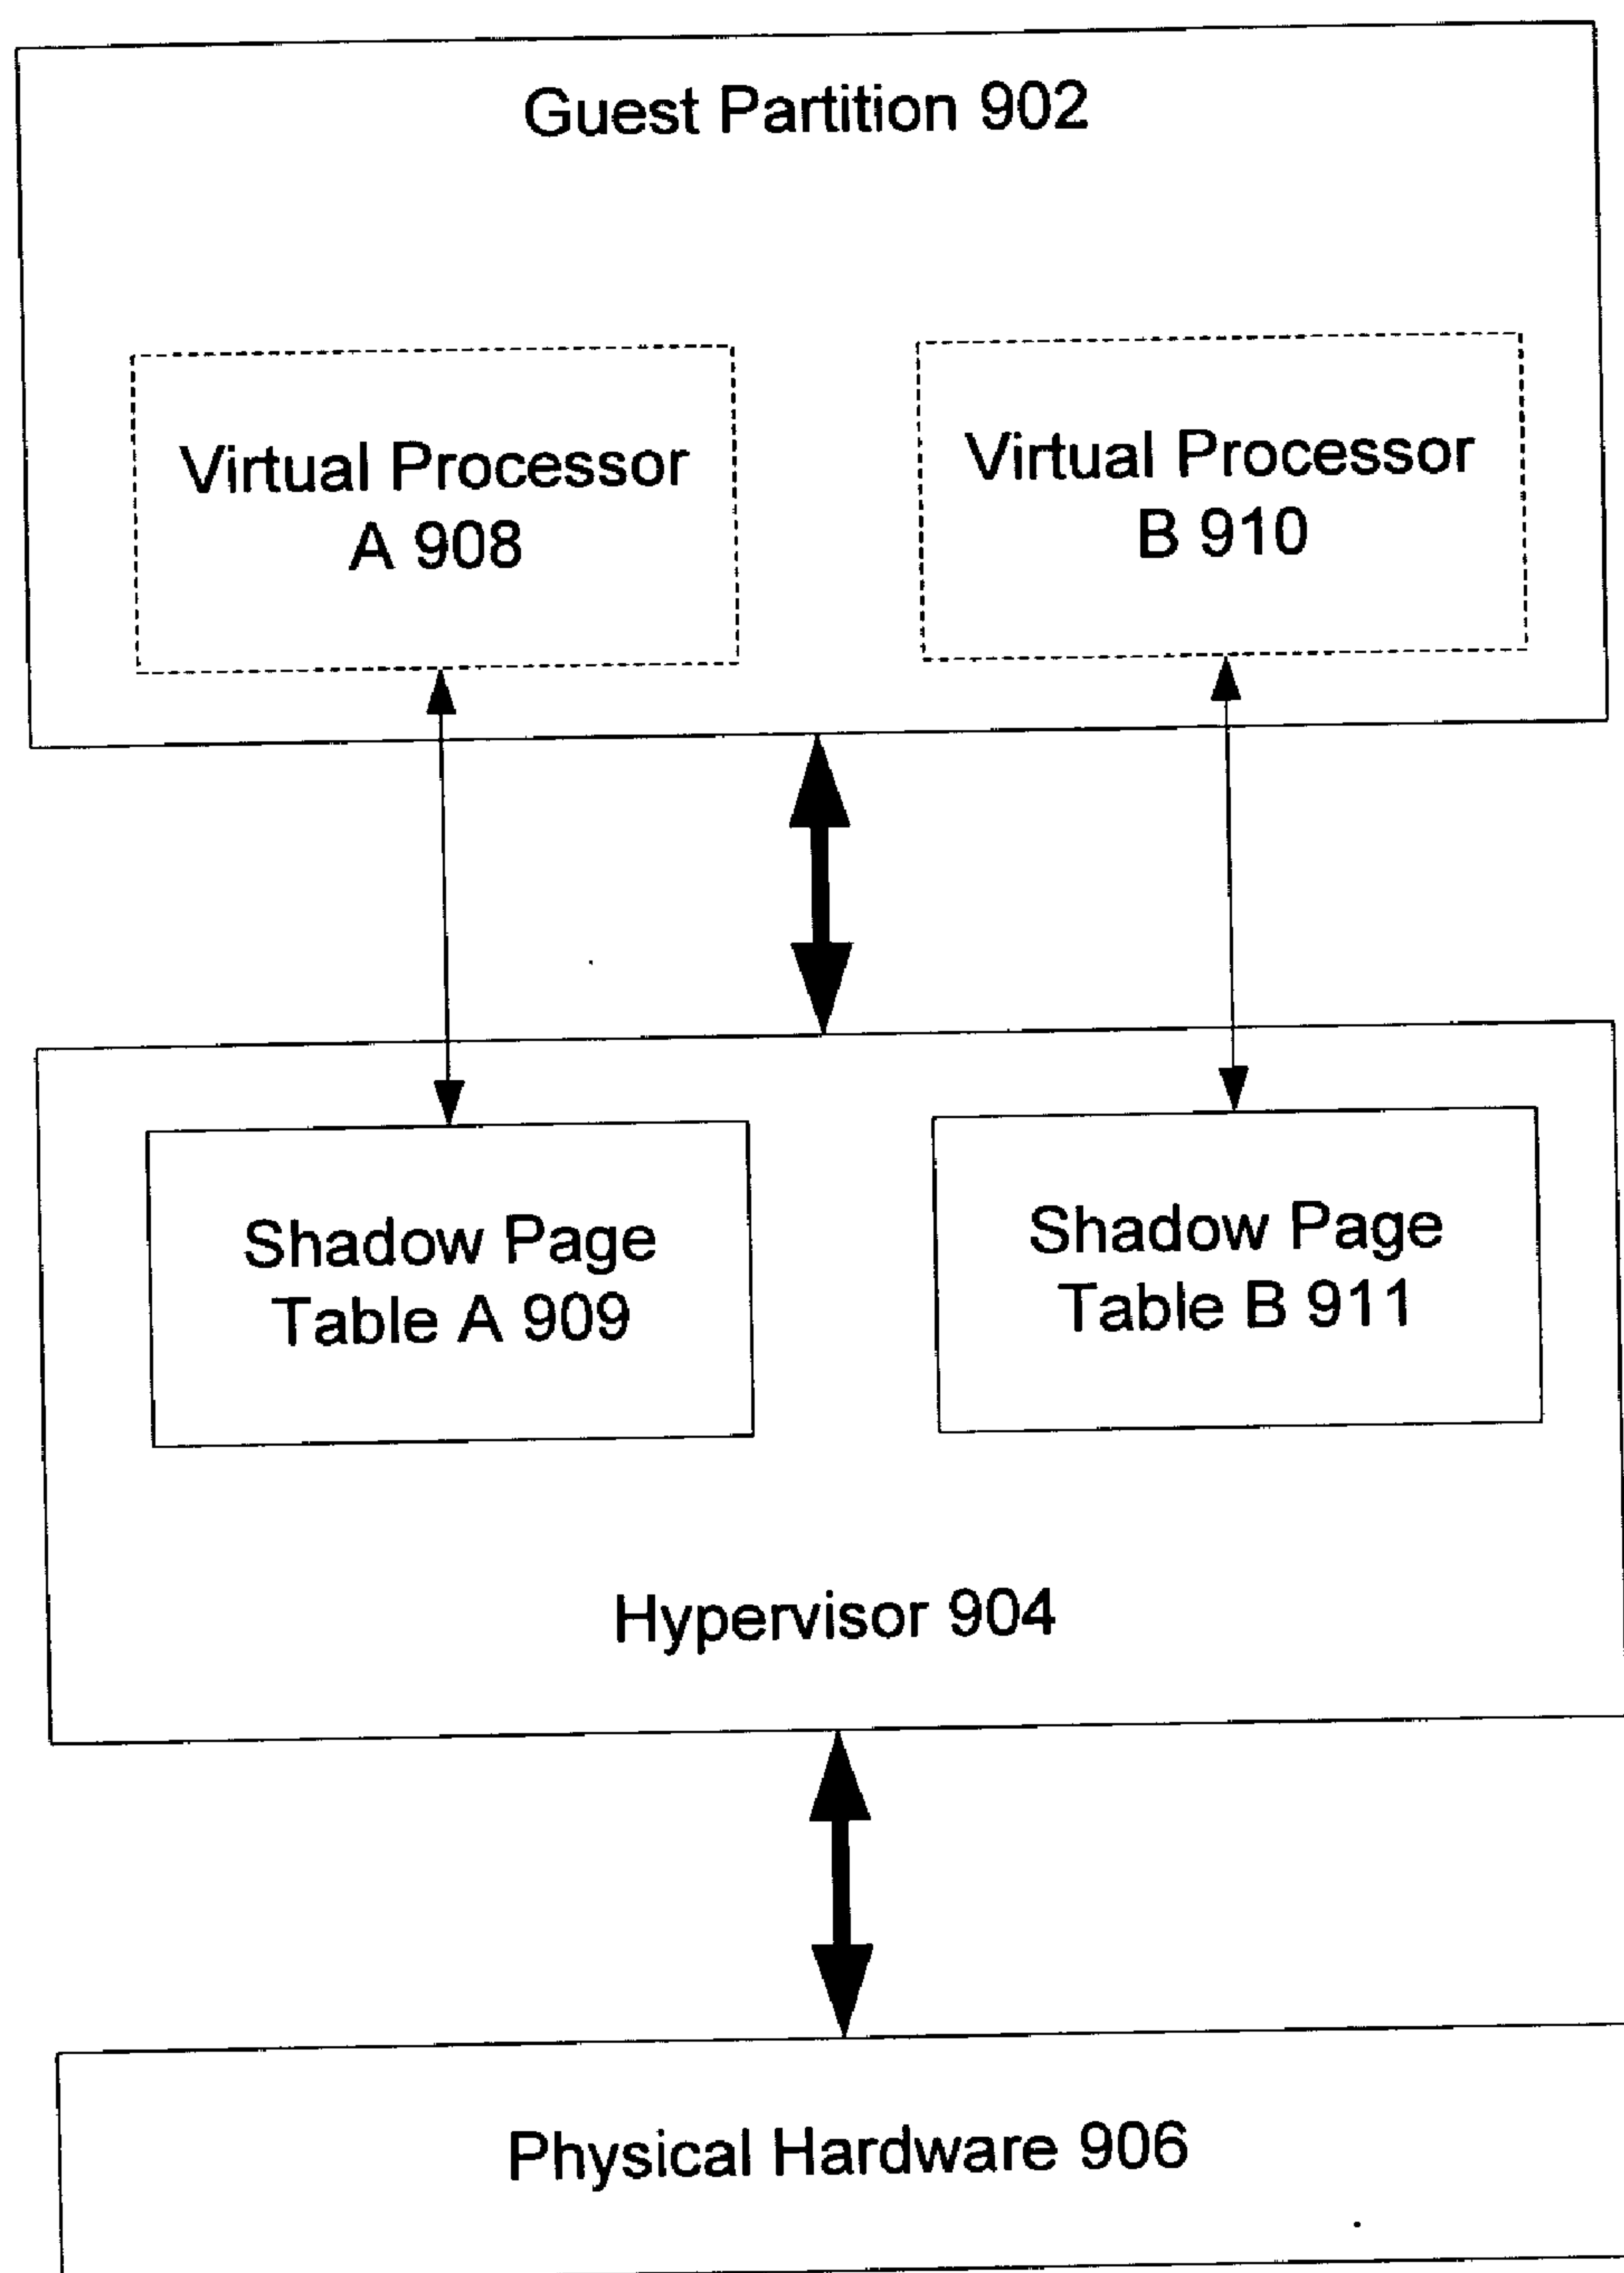 Guest Partition 902
Virtual Processor
A 908
Virtual Processor
B 910
Shadow Page
Table A 909
Shadow Page
Table B 911
Hypervisor 904
Physical Hardware 906